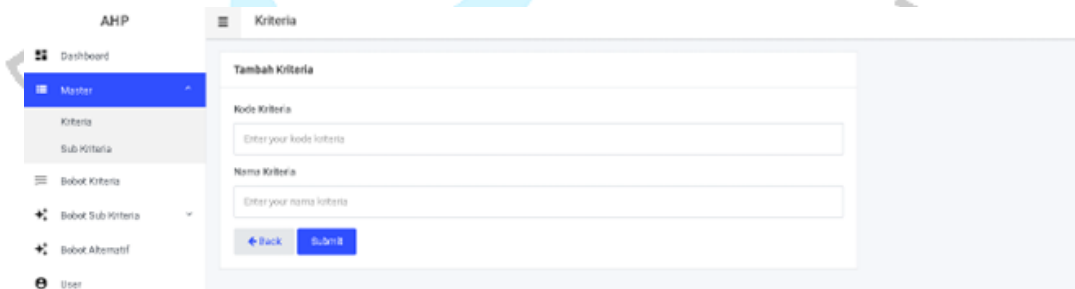 AHP
Kriteria
Dashboard
Master
Kriteria
Sub Kriteria
Bobot Kriteria
Bobot Sub Kriteria
Bobot Alternatif
User
Tambah Kriteria
Kode Kriteria
Enter your kode kriteria
Nama Kriteria
Enter your nama kriteria
Back
Submit